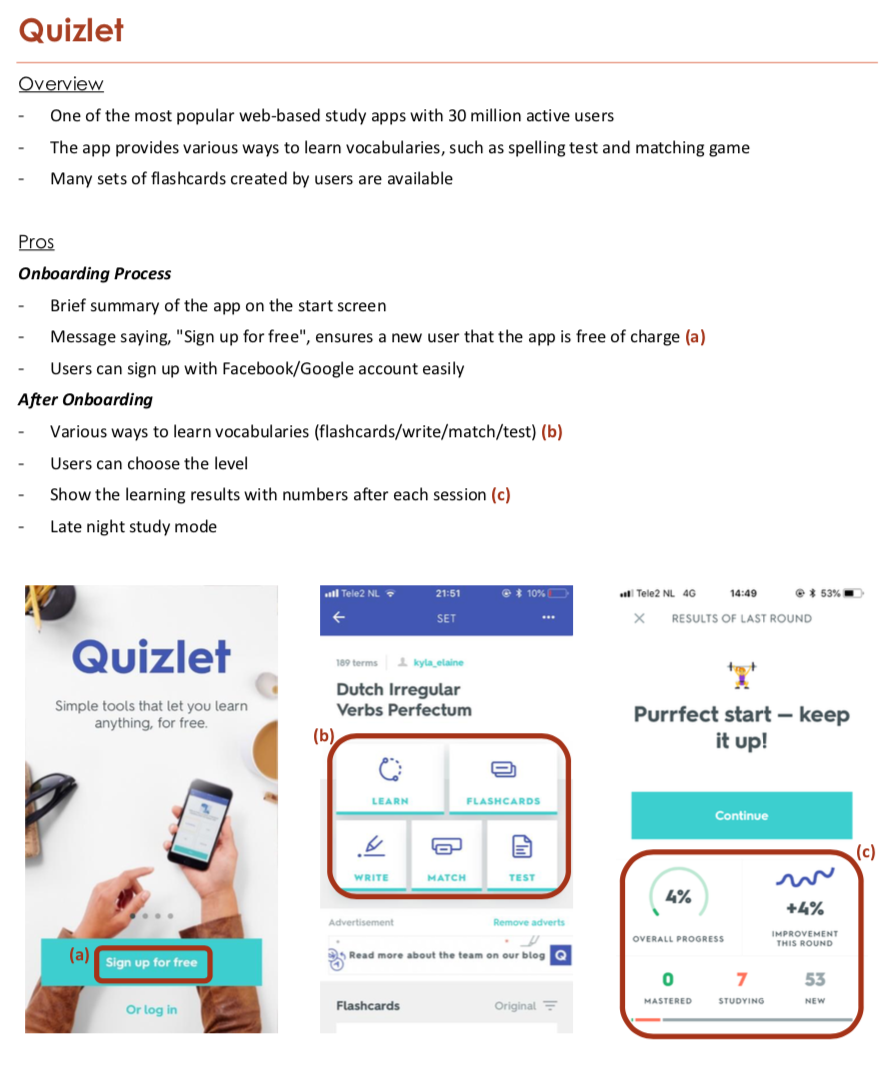 Quizlet
Overview
- One of the most popular web-based study apps with 30 million active users
- The app provides various ways to learn vocabularies, such as spelling test and matching game
- Many sets of flashcards created by users are available
Pros
Onboarding Process
- Brief summary of the app on the start screen
- Message saying, "Sign up for free", ensures a new user that the app is free of charge (a)
- Users can sign up with Facebook/Google account easily
After Onboarding
- Various ways to learn vocabularies (flashcards/write/match/test) (b)
- Users can choose the level
- Show the learning results with numbers after each session (c)
- Late night study mode
Quizlet
Simple tools that let you learn
anything, for free.
(a)
Sign up for free
Or log in
Tele2 NL 21:51 10%
SET
189 terms kyla_elaine
Dutch Irregular
Verbs Perfectum
(b)
LEARN FLASHCARDS
WRITE MATCH TEST
Advertisement Remove adverts
Read more about the team on our blog Q
Flashcards Original
Tele2 NL 4G 14:49 53%
RESULTS OF LAST ROUND
Purrfect start – keep
it up!
Continue
(c)
4% +4%
OVERALL PROGRESS IMPROVEMENT
THIS ROUND
0 7 53
MASTERED STUDYING NEW